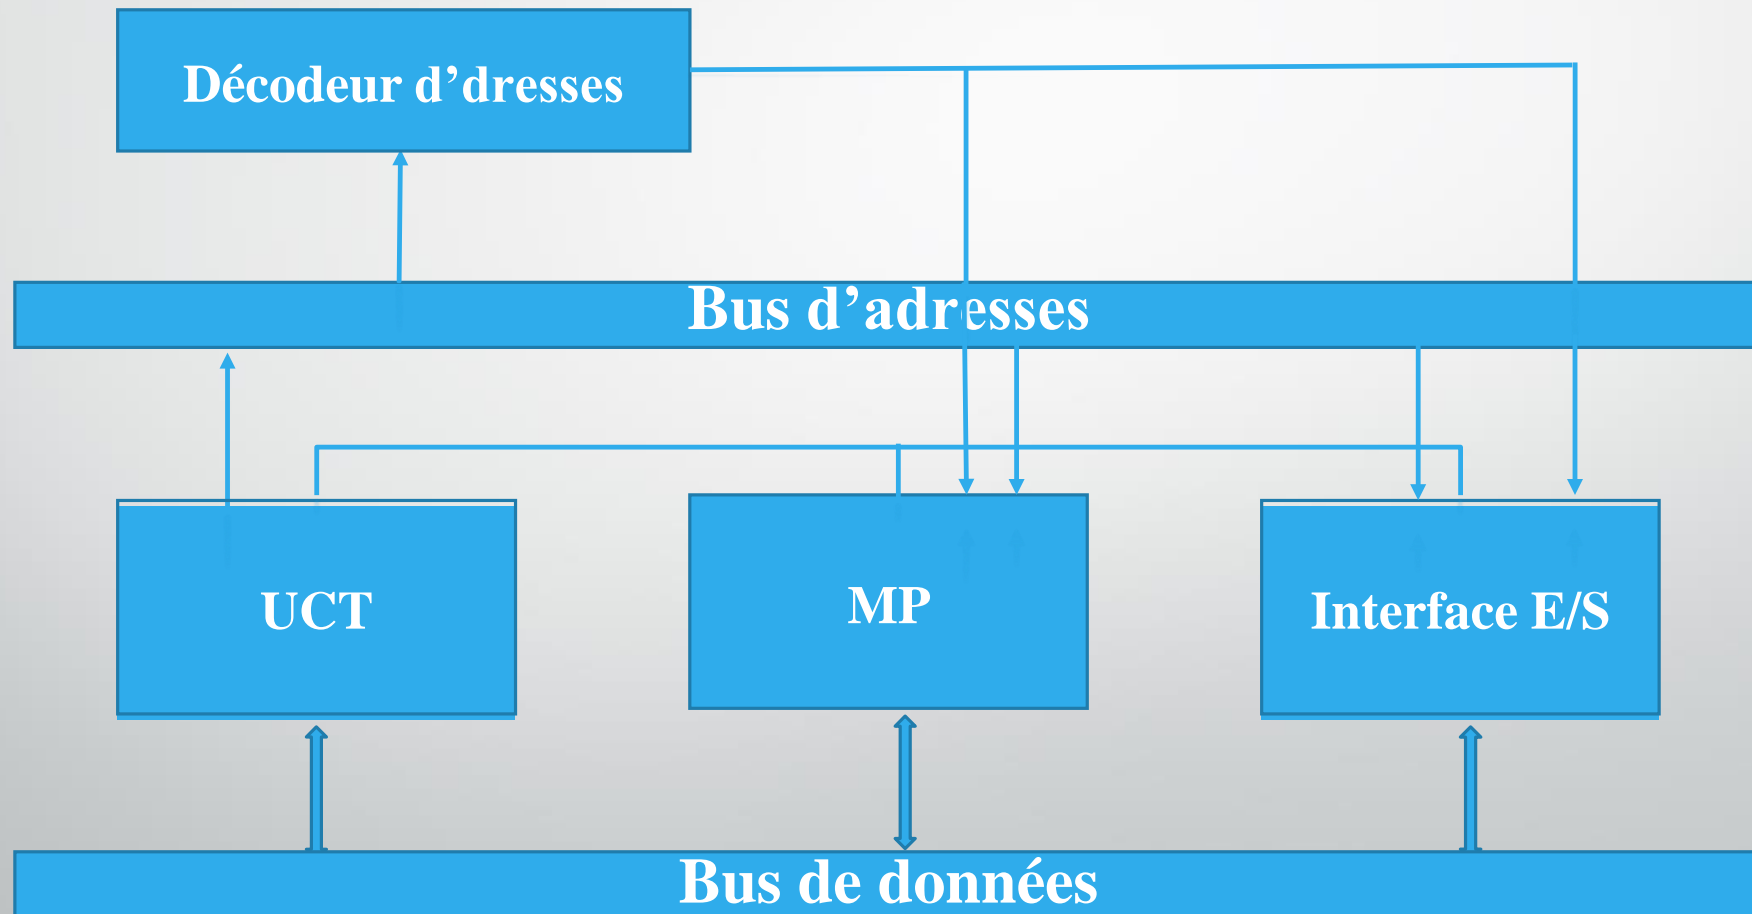 Décodeur d’dresses
Bus d’adresses
UCT
MP
Interface E/S
Bus de données